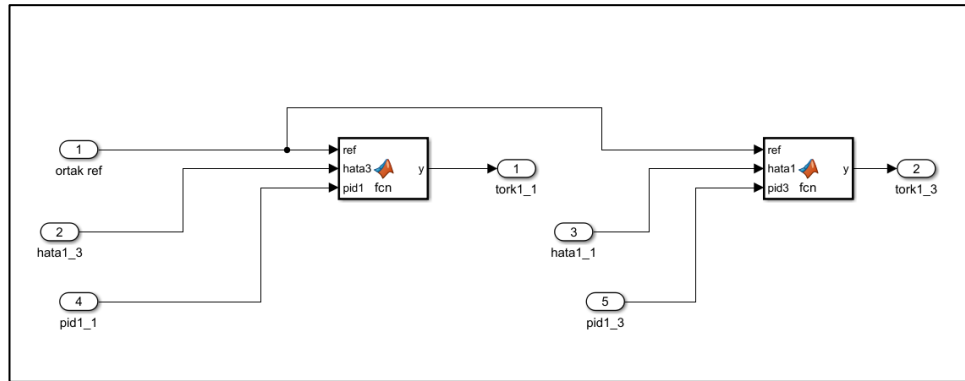 1
ortak ref
2
hata1_3
4
pid1_1
ref
hata3
pid1
fcn
y
1
tork1_1
3
hata1_1
5
pid1_3
ref
hata1
pid3
fcn
y
2
tork1_3